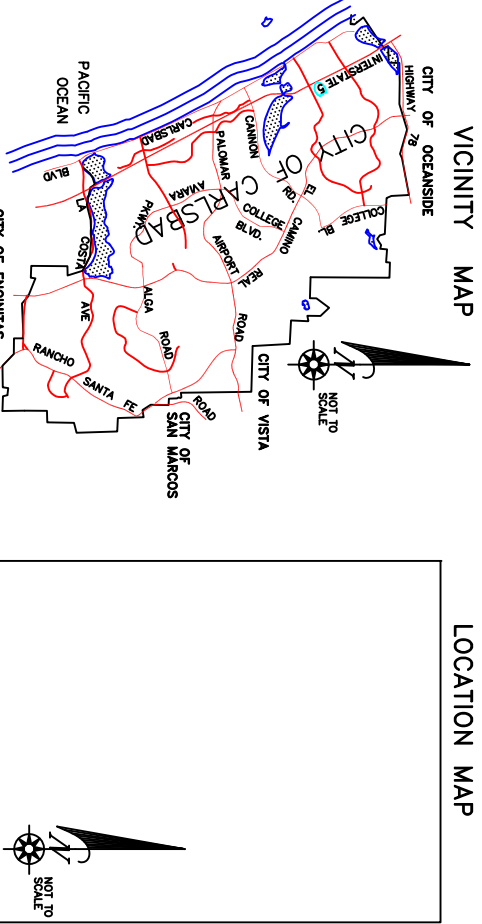 VICINITY MAP
CITY OF OCEANSIDE
HIGHWAY 78
INTERSTATE 5
CITY OF CARLSBAD
PACIFIC
OCEAN
CARLSBAD
BLVD
CANNON
RD.
PALOMAR
AIRPORT
ROAD
COLLEGE
BLVD.
COLLEGE BL
EL
CAMINO
REAL
AVIARA
PKWY.
LA
COSTA
AVE
ALGA
ROAD
RANCHO
SANTA
FE
ROAD
CITY OF VISTA
CITY OF
SAN MARCOS
N
NOT TO
SCALE
LOCATION MAP
N
NOT TO
SCALE